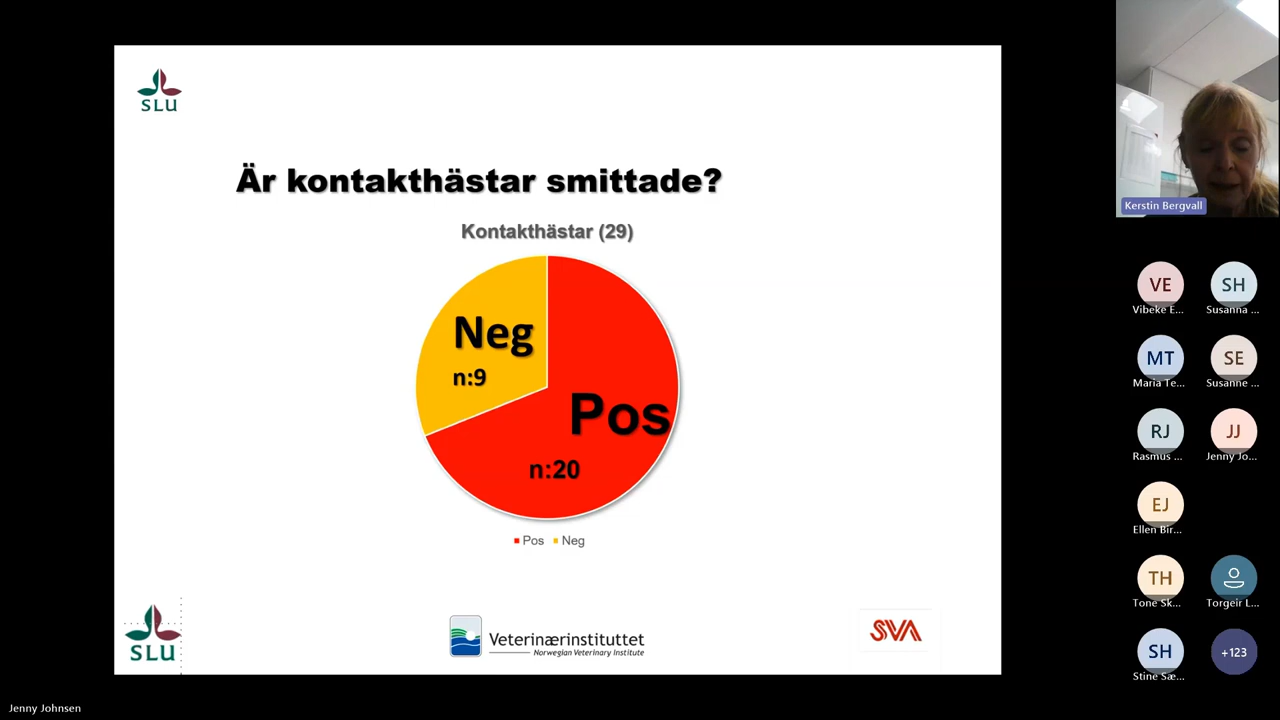 SLU
Är kontakthästar smittade?
Kontakthästar (29)
Neg
n:9
Pos
n:20
Pos Neg
SLU
Veterinærinstituttet
Norwegian Veterinary Institute
SVA
Kerstin Bergvall
VE
Vibeke E...
SH
Susanna ...
MT
Maria Te...
SE
Susanne ...
RJ
Rasmus ...
JJ
Jenny Jo...
EJ
Ellen Bir...
TH
Tone Sk...
Torgeir L...
SH
Stine Sæ...
+123
Jenny Johnsen